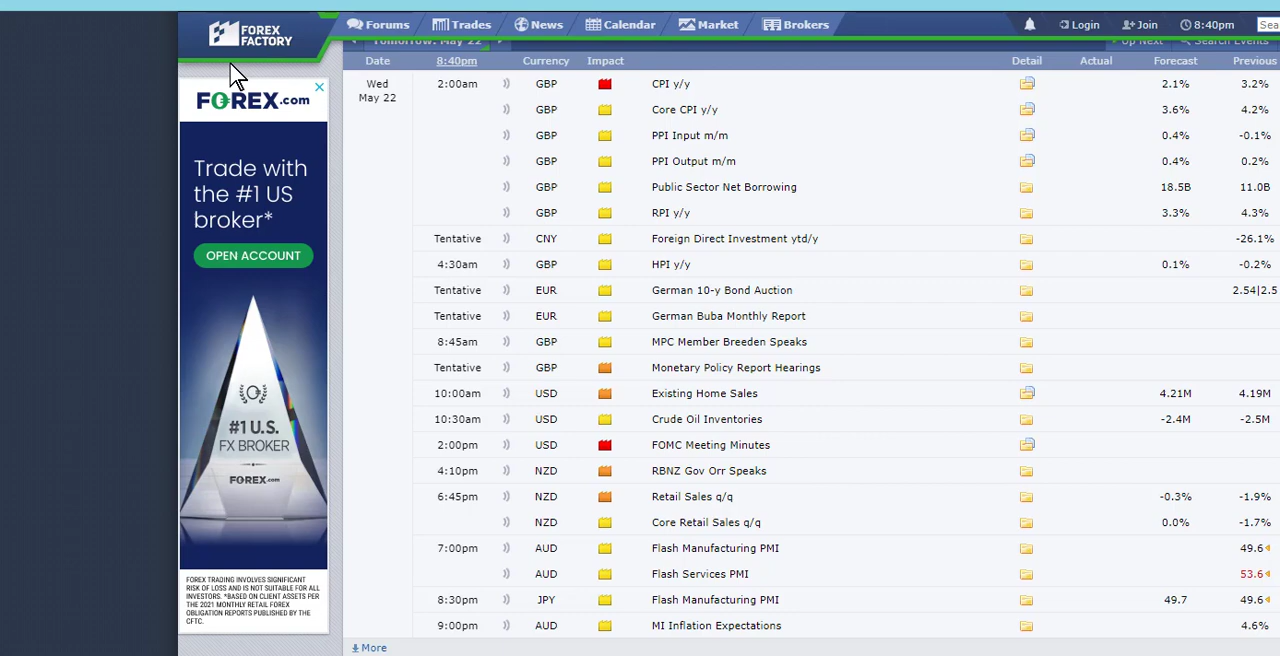 FOREX FACTORY
Forums Trades News Calendar Market Brokers Login Join 8:40pm Sea
Tomorrow: May 22 Up Next Search Events
Date 8:40pm Currency Impact Detail Actual Forecast Previous
Wed May 22 2:00am GBP CPI y/y 2.1% 3.2%
GBP Core CPI y/y 3.6% 4.2%
GBP PPI Input m/m 0.4% -0.1%
GBP PPI Output m/m 0.4% 0.2%
GBP Public Sector Net Borrowing 18.5B 11.0B
GBP RPI y/y 3.3% 4.3%
Tentative CNY Foreign Direct Investment ytd/y -26.1%
4:30am GBP HPI y/y 0.1% -0.2%
Tentative EUR German 10-y Bond Auction 2.54|2.5
Tentative EUR German Buba Monthly Report
8:45am GBP MPC Member Breeden Speaks
Tentative GBP Monetary Policy Report Hearings
10:00am USD Existing Home Sales 4.21M 4.19M
10:30am USD Crude Oil Inventories -2.4M -2.5M
2:00pm USD FOMC Meeting Minutes
4:10pm NZD RBNZ Gov Orr Speaks
6:45pm NZD Retail Sales q/q -0.3% -1.9%
NZD Core Retail Sales q/q 0.0% -1.7%
7:00pm AUD Flash Manufacturing PMI 49.6
AUD Flash Services PMI 53.6
8:30pm JPY Flash Manufacturing PMI 49.7 49.6
9:00pm AUD MI Inflation Expectations 4.6%
More
FOREX.com
Trade with
the #1 US
broker*
OPEN ACCOUNT
#1 U.S.
FX BROKER
FOREX.com
FOREX TRADING INVOLVES SIGNIFICANT
RISK OF LOSS AND IS NOT SUITABLE FOR ALL
INVESTORS. *BASED ON CLIENT ASSETS PER
THE 2021 MONTHLY RETAIL FOREX
OBLIGATION REPORTS PUBLISHED BY THE
CFTC.